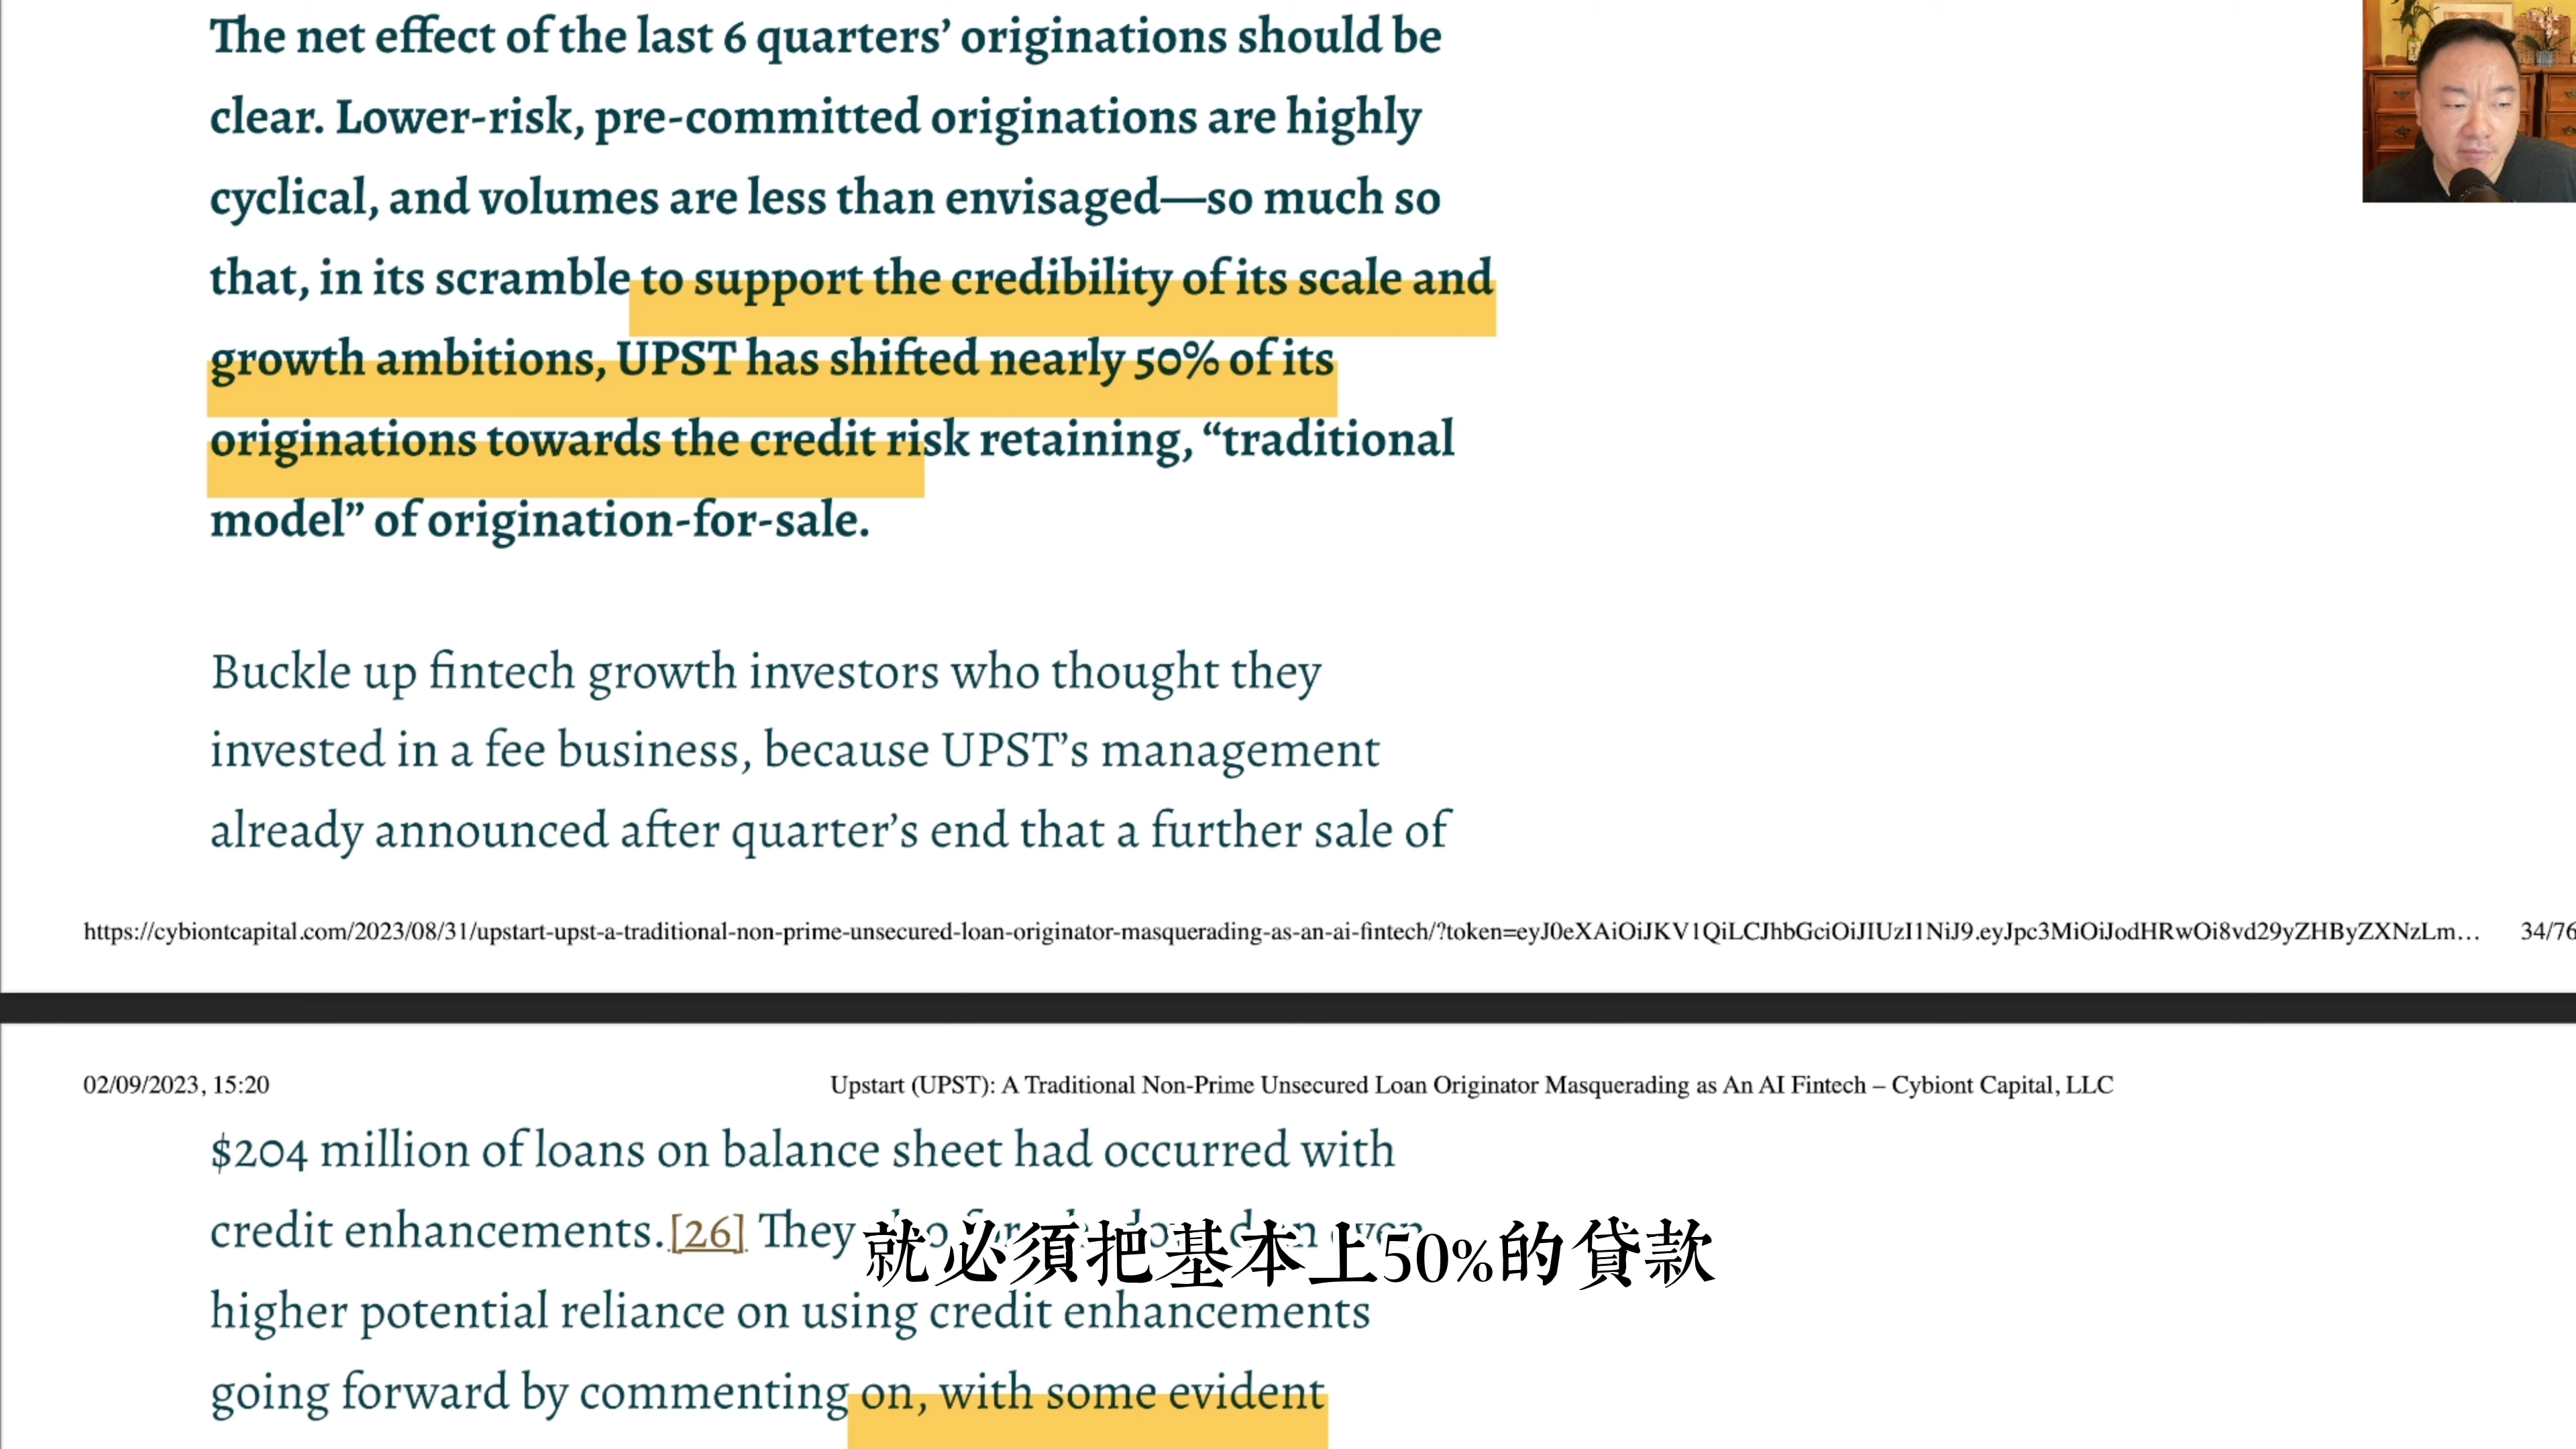 The net effect of the last 6 quarters’ originations should be
clear. Lower-risk, pre-committed originations are highly
cyclical, and volumes are less than envisaged—so much so
that, in its scramble to support the credibility of its scale and
growth ambitions, UPST has shifted nearly 50% of its
originations towards the credit risk retaining, “traditional
model” of origination-for-sale.
Buckle up fintech growth investors who thought they
invested in a fee business, because UPST’s management
already announced after quarter’s end that a further sale of
https://cybiontcapital.com/2023/08/31/upstart-upst-a-traditional-non-prime-unsecured-loan-originator-masquerading-as-an-ai-fintech/?token=eyJ0eXAiOiJKV1QiLCJhbGciOiJIUzI1NiJ9.eyJpc3MiOiJodHRwOi8vd29yZHByZXNzLm… 34/76
02/09/2023, 15:20 Upstart (UPST): A Traditional Non-Prime Unsecured Loan Originator Masquerading as An AI Fintech – Cybiont Capital, LLC
$204 million of loans on balance sheet had occurred with
credit enhancements.[26] They
就必須把基本上50%的貸款
higher potential reliance on using credit enhancements
going forward by commenting on, with some evident